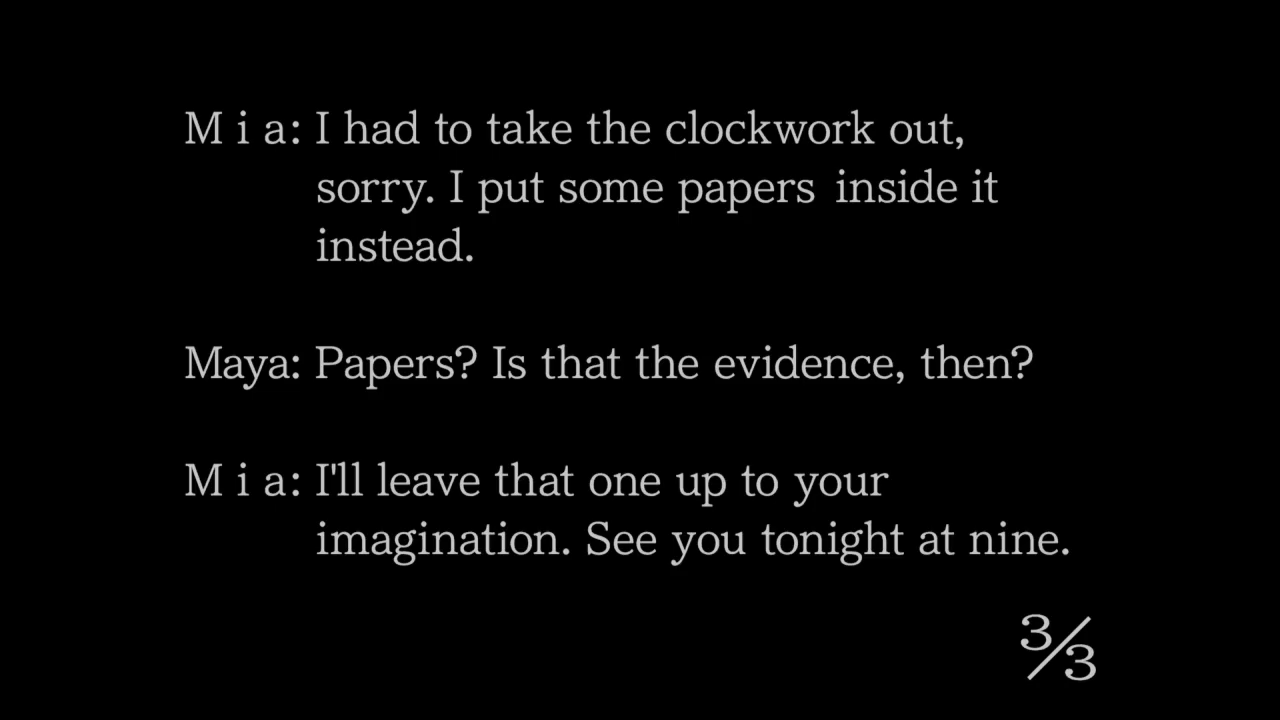 M i a: I had to take the clockwork out,
sorry. I put some papers inside it
instead.
Maya: Papers? Is that the evidence, then?
M i a: I'll leave that one up to your
imagination. See you tonight at nine.
3/3